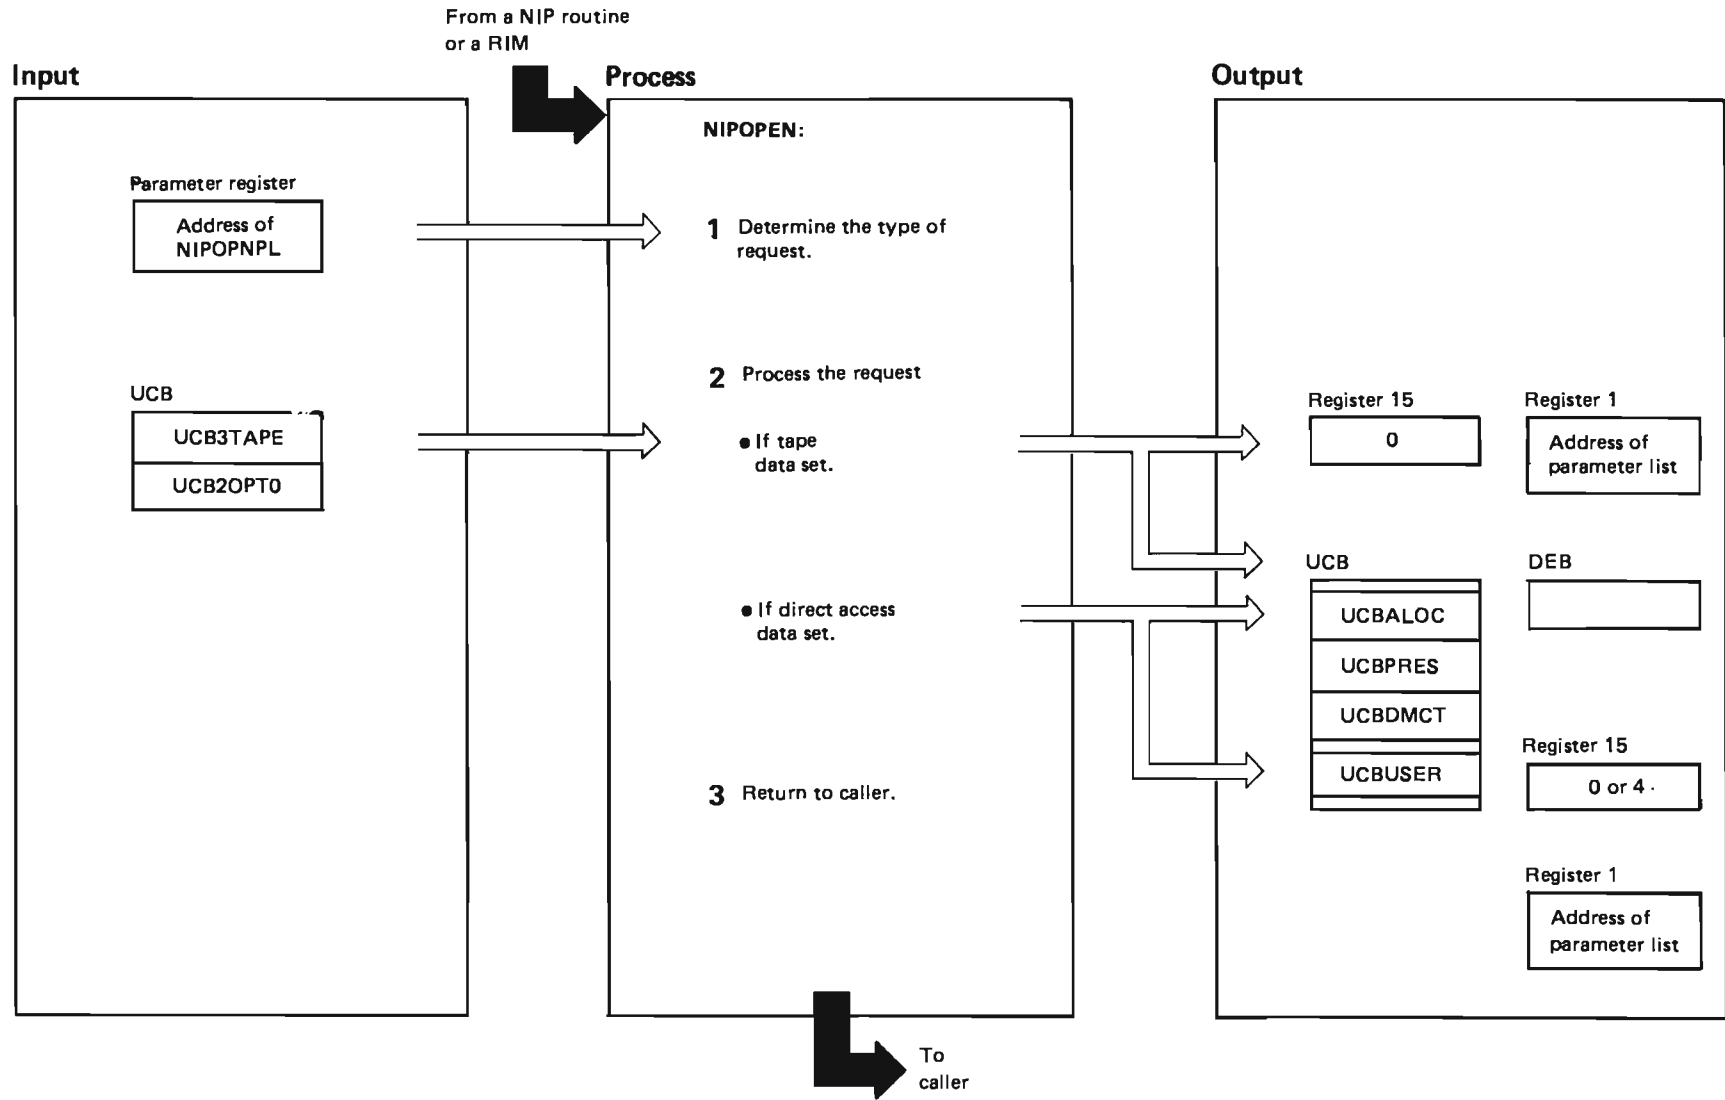 From a NIP routine
or a RIM
Input
Process
Output
NIPOPEN:
Parameter register
Address of
NIPOPNPL
1 Determine the type of
request.
UCB
UCB3TAPE
UCB2OPT0
2 Process the request
● If tape
data set.
● If direct access
data set.
3 Return to caller.
Register 15
0
Register 1
Address of
parameter list
UCB
UCBALOC
UCBPRES
UCBDMCT
UCBUSER
DEB
Register 15
0 or 4
Register 1
Address of
parameter list
To
caller